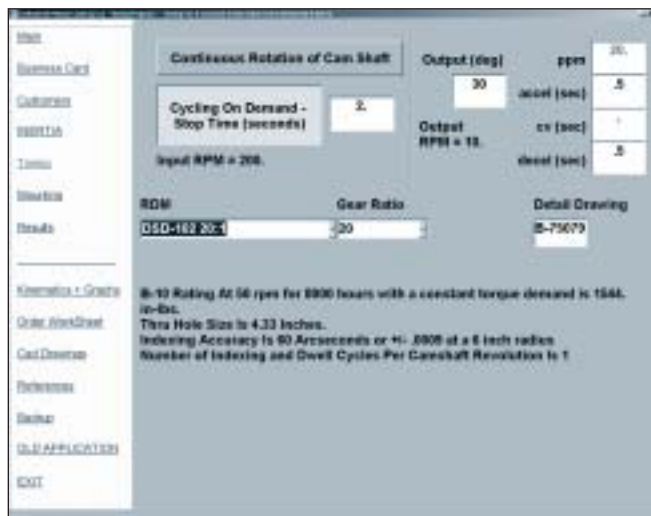 Main
Business Card
Customers
INERTIA
Torque
Mounting
Results
Kinematics + Graphs
Order WorkSheet
Cad Drawings
References
Backup
OLD APPLICATION
EXIT
Continuous Rotation of Cam Shaft
Cycling On Demand -
Stop Time (seconds)
2.
Input RPM = 200.
Output (deg)
30
Output
RPM = 10.
ppm
20.
accel (sec)
.5
cv (sec)
decel (sec)
.5
RDM
Gear Ratio
Detail Drawing
DSD-102 20:1
20
B-75079
B-10 Rating At 50 rpm for 8000 hours with a constant torque demand is 1544.
in-lbs.
Thru Hole Size Is 4.33 Inches.
Indexing Accuracy Is 60 Arcseconds or +/- .0009 at a 6 inch radius
Number of Indexing and Dwell Cycles Per Camshaft Revolution Is 1